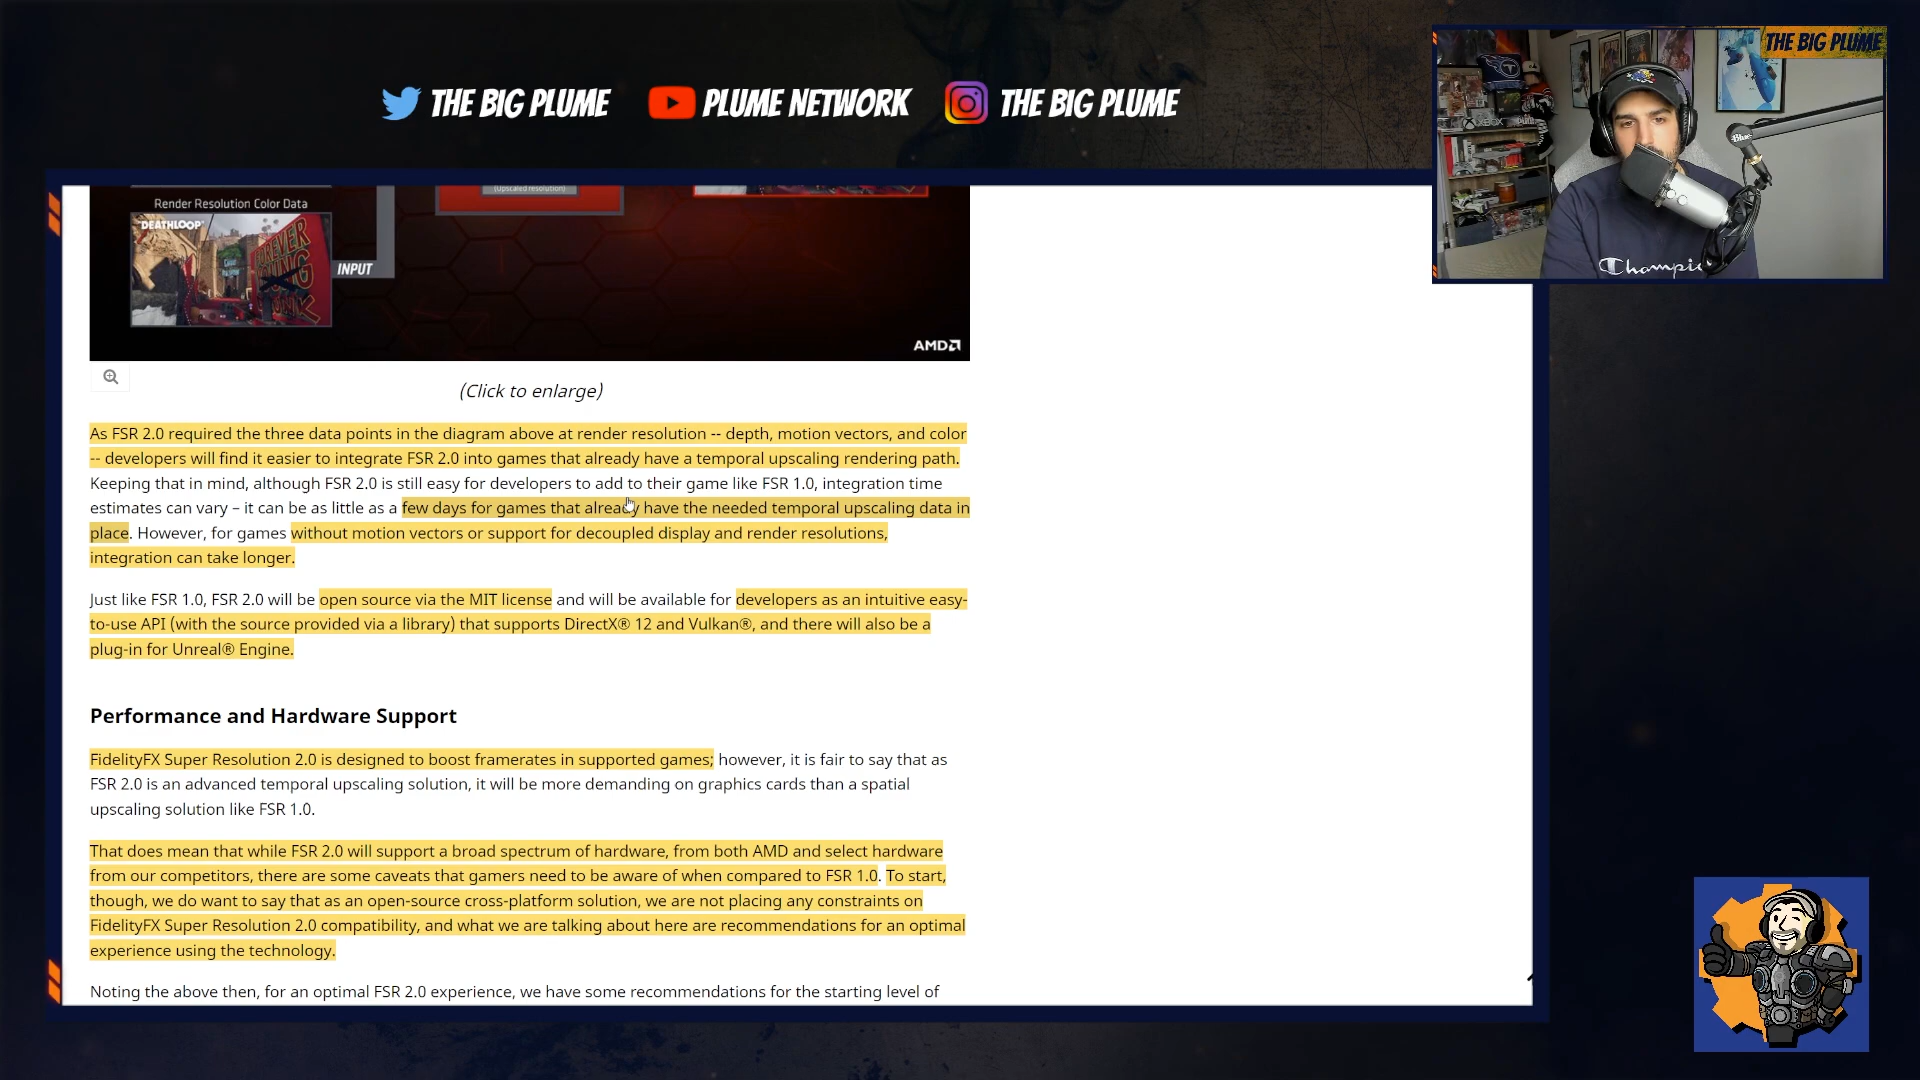 THE BIG PLUME
THE BIG PLUME
PLUME NETWORK
THE BIG PLUME
Blue
XBOX
Champi
(Upscaled resolution)
Render Resolution Color Data
DEATHLOOP
FOREVER
YOUNG
INPUT
AMD
(Click to enlarge)
As FSR 2.0 required the three data points in the diagram above at render resolution -- depth, motion vectors, and color
-- developers will find it easier to integrate FSR 2.0 into games that already have a temporal upscaling rendering path.
Keeping that in mind, although FSR 2.0 is still easy for developers to add to their game like FSR 1.0, integration time
estimates can vary – it can be as little as a few days for games that already have the needed temporal upscaling data in
place. However, for games without motion vectors or support for decoupled display and render resolutions,
integration can take longer.
Just like FSR 1.0, FSR 2.0 will be open source via the MIT license and will be available for developers as an intuitive easy-
to-use API (with the source provided via a library) that supports DirectX® 12 and Vulkan®, and there will also be a
plug-in for Unreal® Engine.
Performance and Hardware Support
FidelityFX Super Resolution 2.0 is designed to boost framerates in supported games; however, it is fair to say that as
FSR 2.0 is an advanced temporal upscaling solution, it will be more demanding on graphics cards than a spatial
upscaling solution like FSR 1.0.
That does mean that while FSR 2.0 will support a broad spectrum of hardware, from both AMD and select hardware
from our competitors, there are some caveats that gamers need to be aware of when compared to FSR 1.0. To start,
though, we do want to say that as an open-source cross-platform solution, we are not placing any constraints on
FidelityFX Super Resolution 2.0 compatibility, and what we are talking about here are recommendations for an optimal
experience using the technology.
Noting the above then, for an optimal FSR 2.0 experience, we have some recommendations for the starting level of